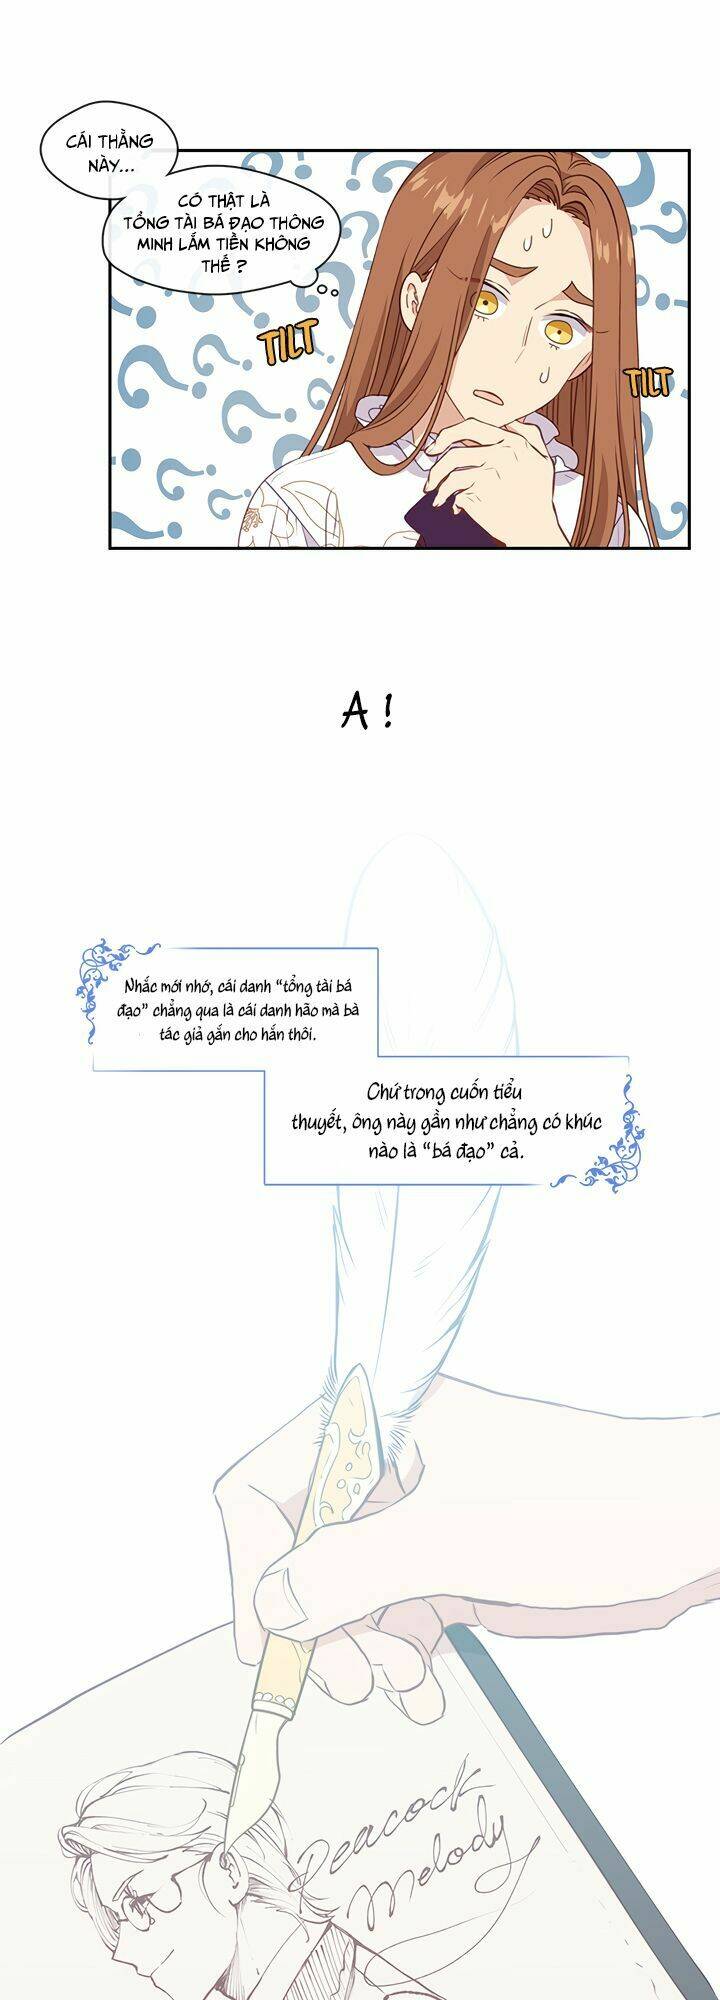 CÁI THẰNG
NÀY...
CÓ THẬT LÀ
TỔNG TÀI BÁ ĐẠO THÔNG
MINH LẮM TIỀN KHÔNG
THẾ ?
TILT
TILT
A !
Nhắc mới nhớ, cái danh “tổng tài bá
đạo” chẳng qua là cái danh hão mà bà
tác giả gắn cho hắn thôi.
Chứ trong cuốn tiểu
thuyết, ông này gần như chẳng có khúc
nào là “bá đạo” cả.
Peacock
Melody